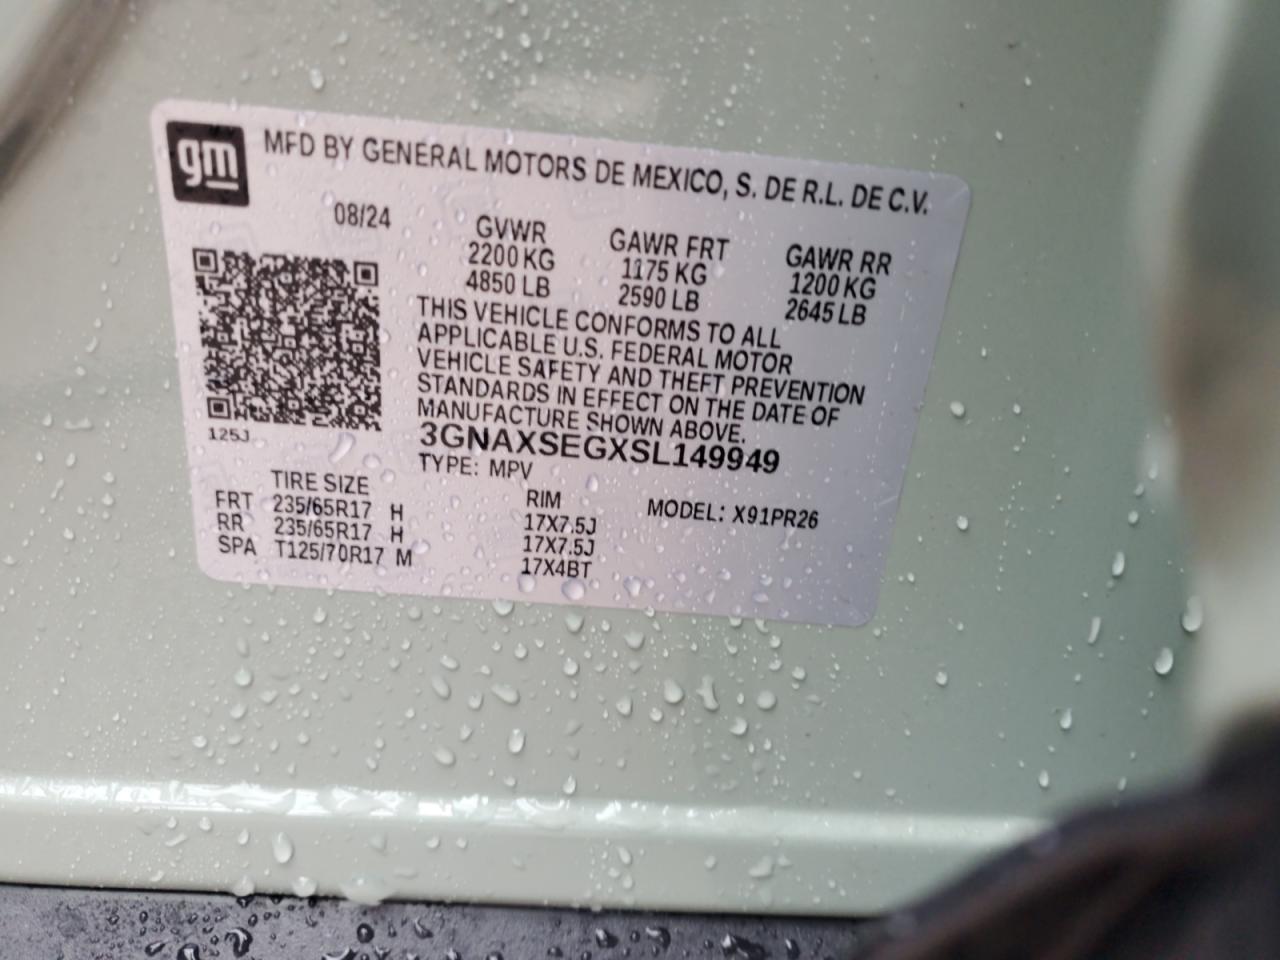 gm
MFD BY GENERAL MOTORS DE MEXICO, S. DE R.L. DE C.V.
08/24
GVWR GAWR FRT GAWR RR
2200 KG 1175 KG 1200 KG
4850 LB 2590 LB 2645 LB
THIS VEHICLE CONFORMS TO ALL
APPLICABLE U.S. FEDERAL MOTOR
VEHICLE SAFETY AND THEFT PREVENTION
STANDARDS IN EFFECT ON THE DATE OF
MANUFACTURE SHOWN ABOVE.
125J
3GNAXSEGXSL149949
TYPE: MPV
TIRE SIZE RIM MODEL: X91PR26
FRT 235/65R17 H 17X7.5J
RR 235/65R17 H 17X7.5J
SPA T125/70R17 M 17X4BT